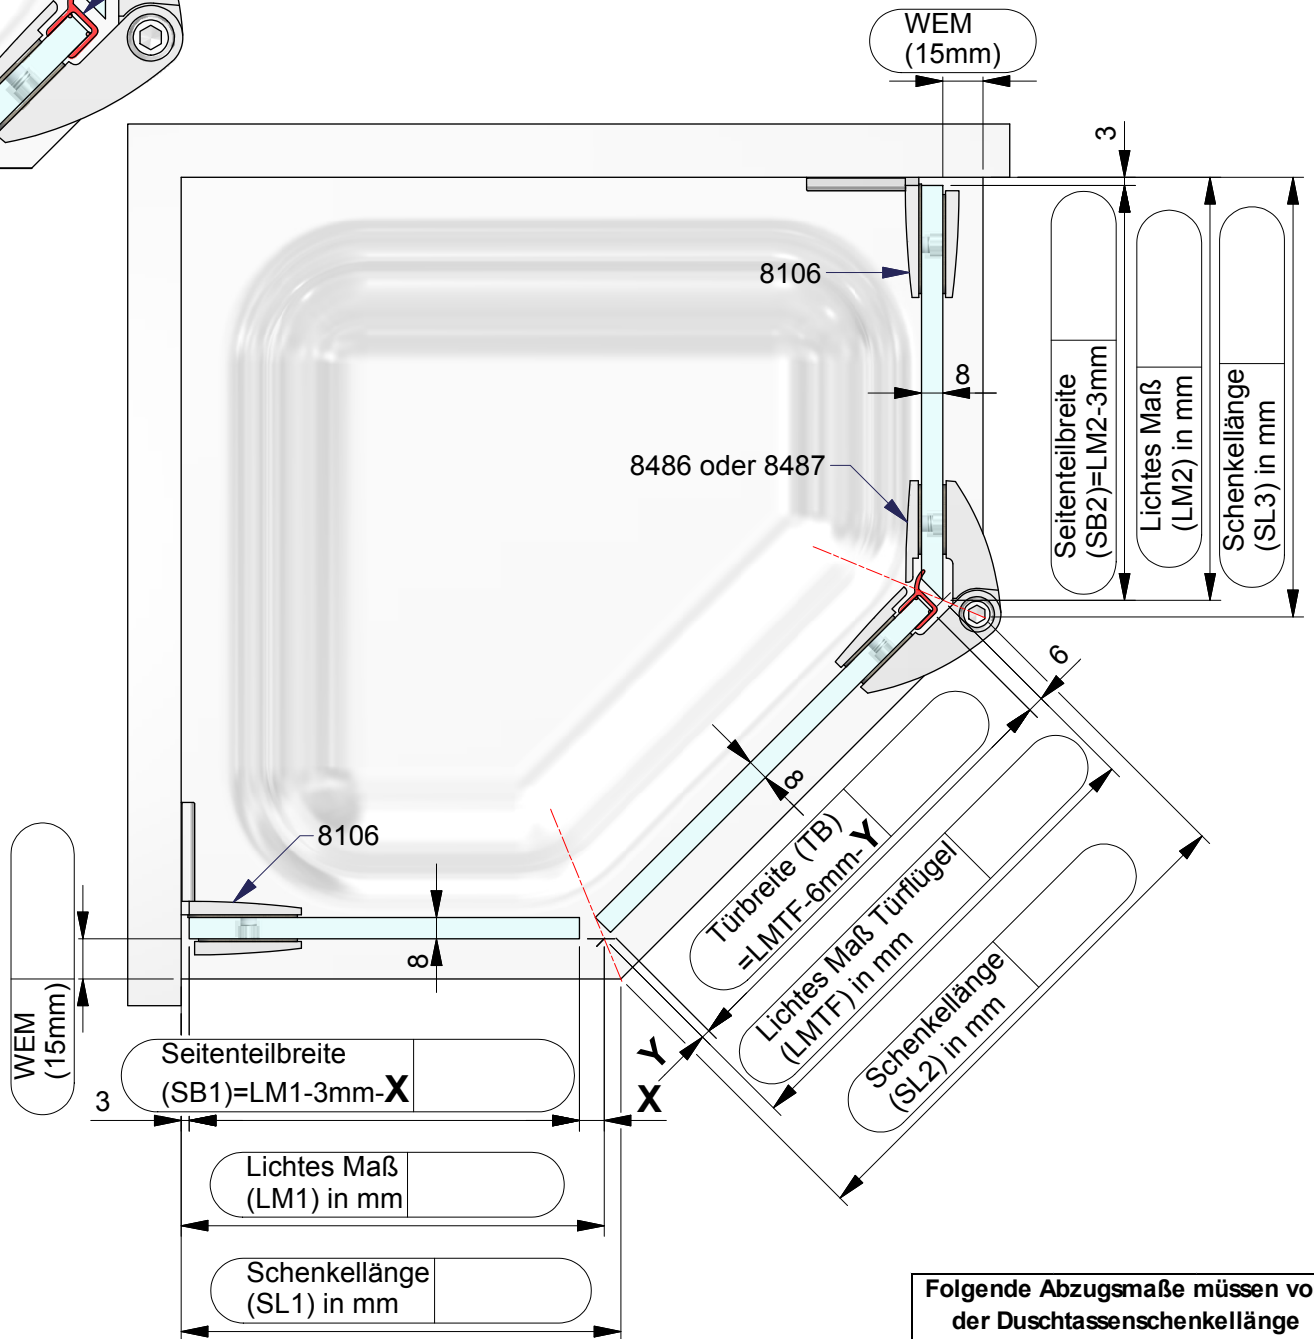 WEM
(15mm)
3
8106
8
8486 oder 8487
Seitenteilbreite
(SB2)=LM2-3mm
Lichtes Maß
(LM2) in mm
Schenkellänge
(SL3) in mm
6
8
Türbreite (TB)
=LMTF-6mm-Y
Lichtes Maß Türflügel
(LMTF) in mm
Schenkellänge
(SL2) in mm
8106
8
WEM
(15mm)
Y
X
Seitenteilbreite
(SB1)=LM1-3mm-X
3
Lichtes Maß
(LM1) in mm
Schenkellänge
(SL1) in mm
Folgende Abzugsmaße müssen vo
der Duschtassenschenkellänge